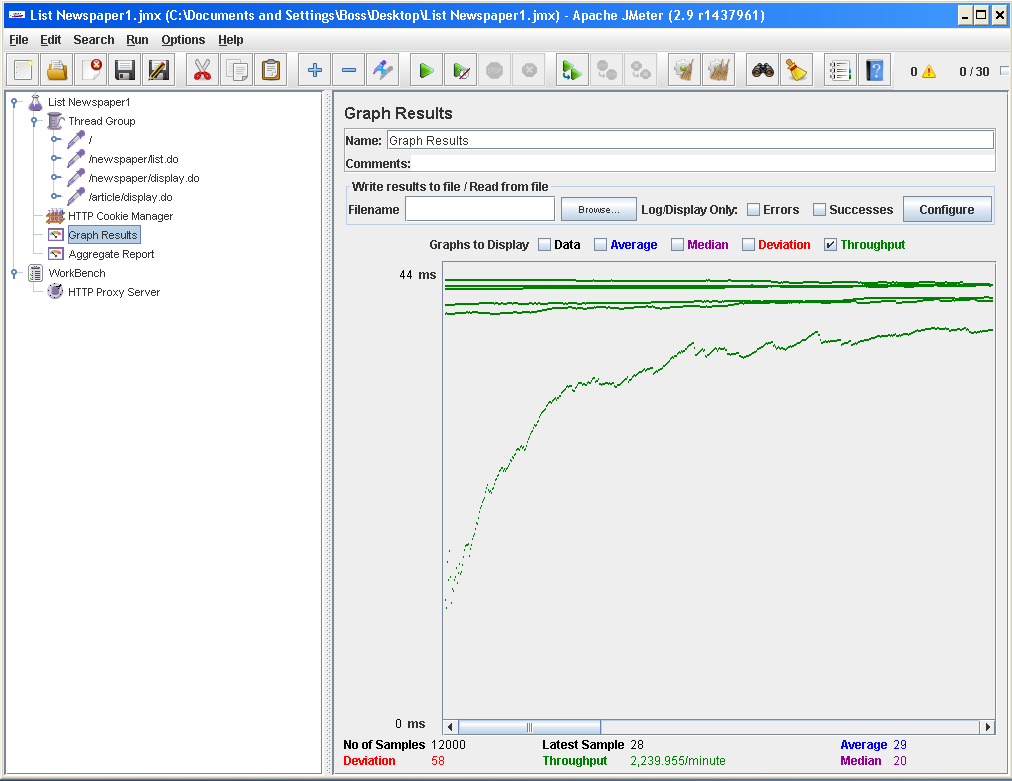 List Newspaper1.jmx (C:\Documents and Settings\Boss\Desktop\List Newspaper1.jmx) - Apache JMeter (2.9 r1437961)
File Edit Search Run Options Help
0 0 / 30
List Newspaper1
Thread Group
/
/newspaper/list.do
/newspaper/display.do
/article/display.do
HTTP Cookie Manager
Graph Results
Aggregate Report
WorkBench
HTTP Proxy Server
Graph Results
Name: Graph Results
Comments:
Write results to file / Read from file
Filename Browse... Log/Display Only: Errors Successes Configure
Graphs to Display Data Average Median Deviation Throughput
44 ms
0 ms
No of Samples 12000 Latest Sample 28 Average 29
Deviation 58 Throughput 2,239.955/minute Median 20